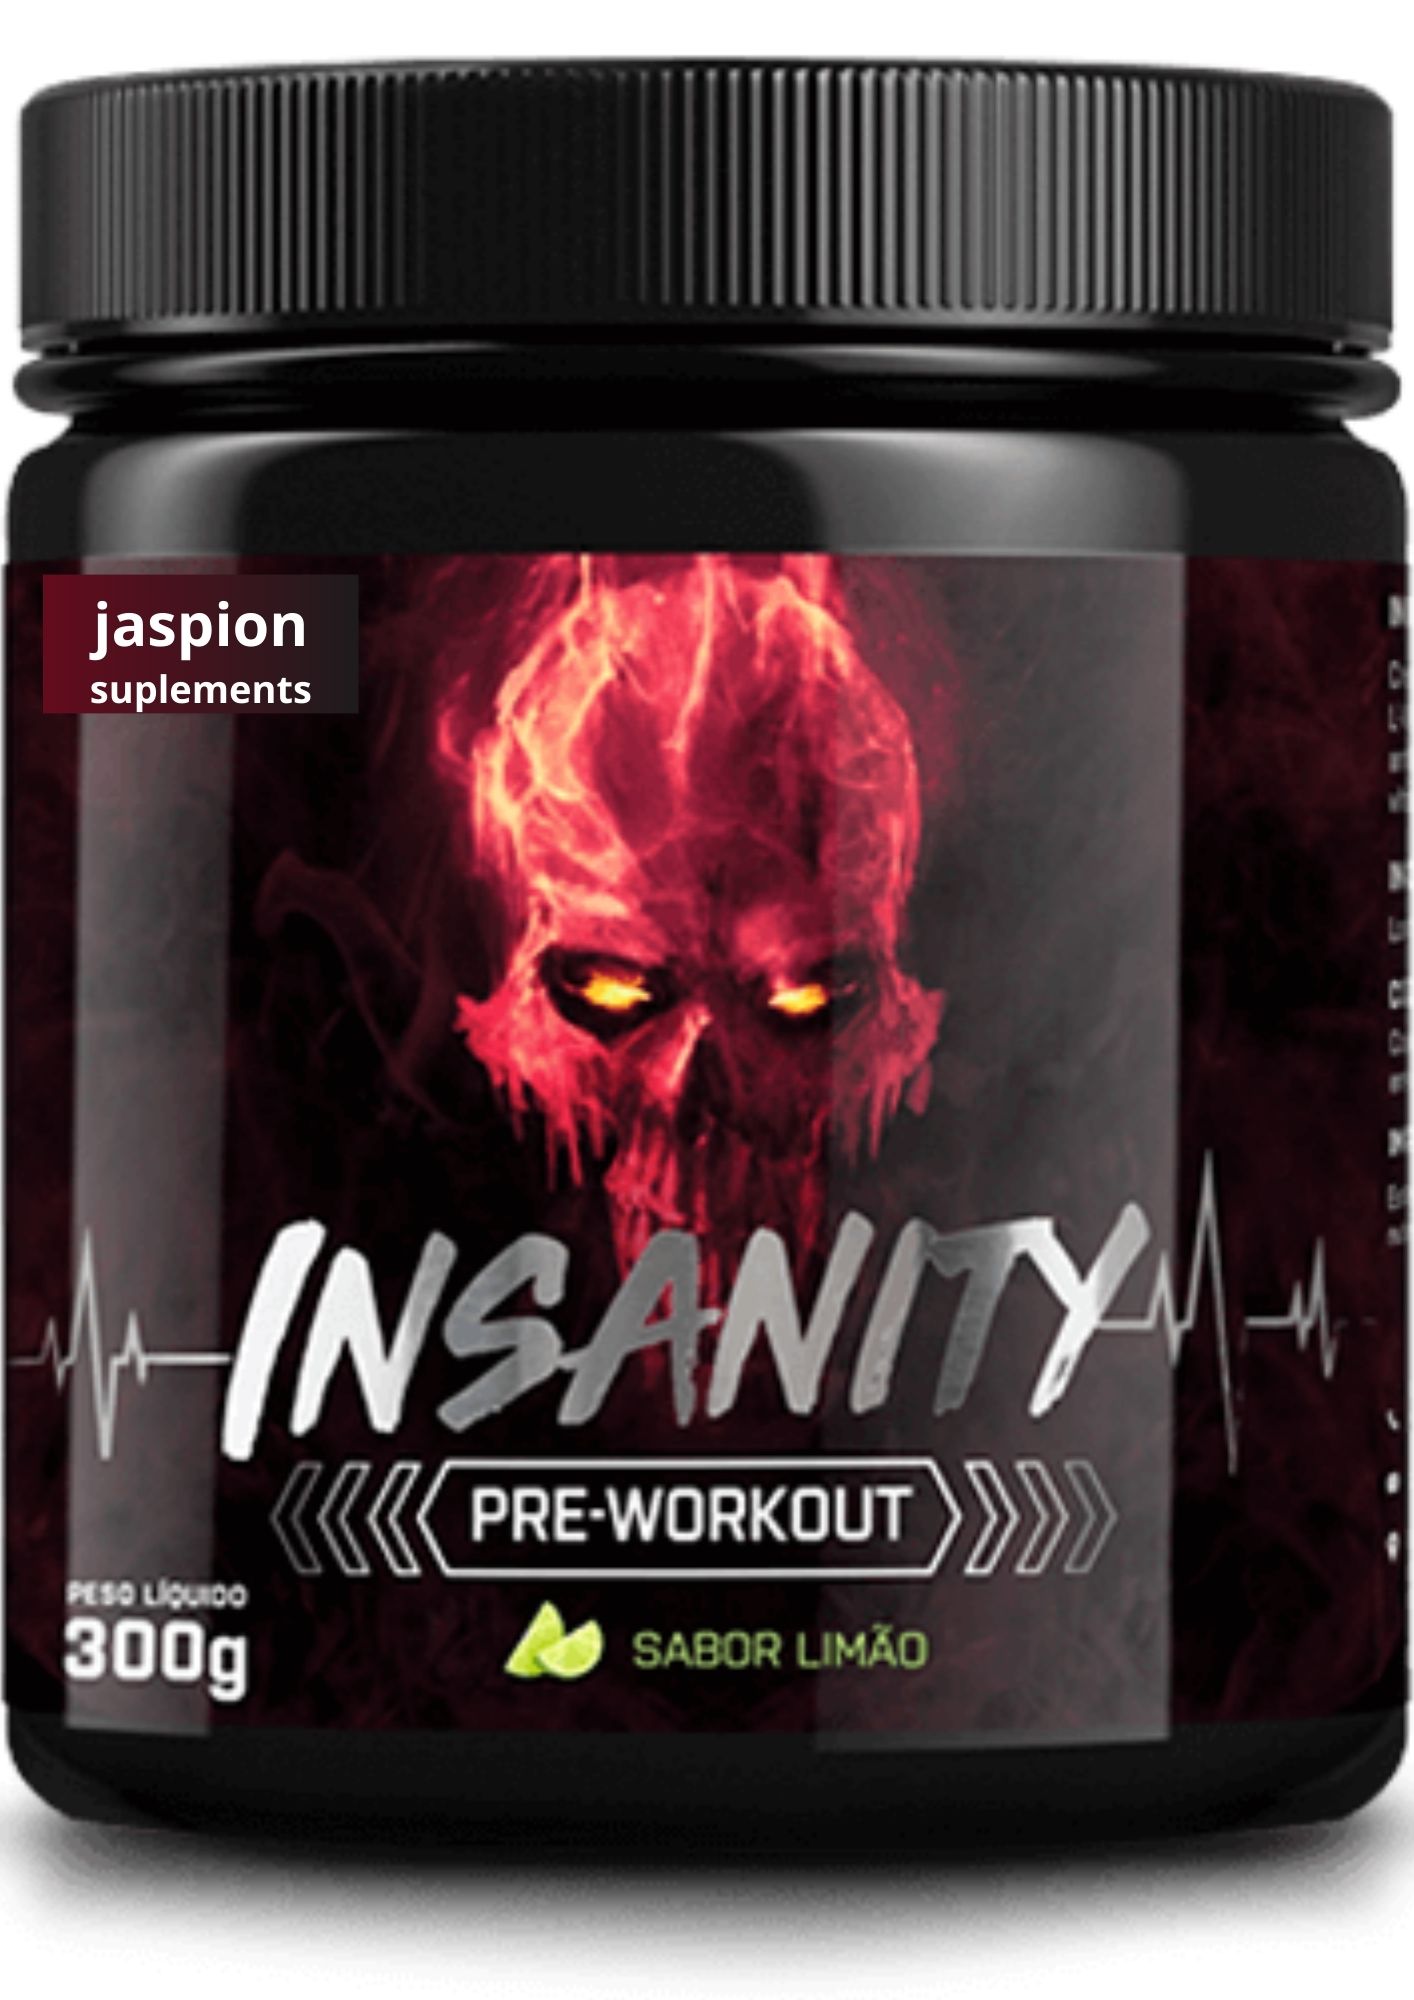 jaspion
suplements
INSANITY
PRE-WORKOUT
PESO LÍQUIDO
300g
SABOR LIMÃO